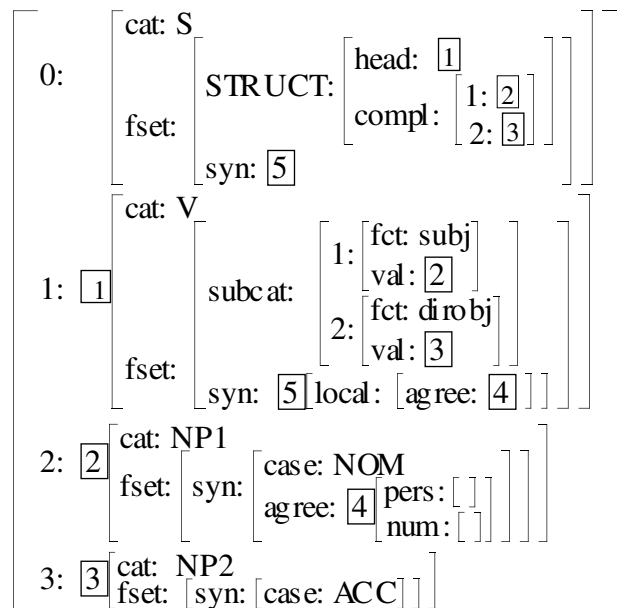 cat: S
0:
head: 1
STRUCT:
1: 2
compl:
2: 3
fset:
syn: 5
cat: V
fct: subj
1:
val: 2
subcat:
fct: dirobj
2:
val: 3
1: 1
fset:
syn: 5 [local: [agree: 4 ] ]
cat: NP1
2: 2
case: NOM
fset: syn:
agree: 4 pers: [ ]
num: [ ]
cat: NP2
3: 3
fset: [syn: [case: ACC] ]